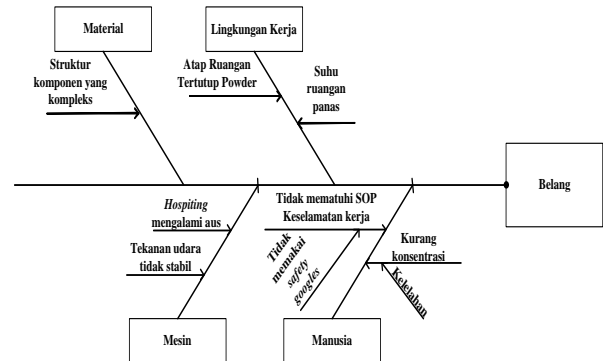 Material
Lingkungan Kerja
Struktur
komponen yang
kompleks
Atap Ruangan
Tertutup Powder
Suhu
ruangan
panas
Belang
Hospiting
mengalami aus
Tekanan udara
tidak stabil
Tidak mematuhi SOP
Keselamatan kerja
Tidak
memakai
safety
googles
Kurang
konsentrasi
Kelelahan
Mesin
Manusia